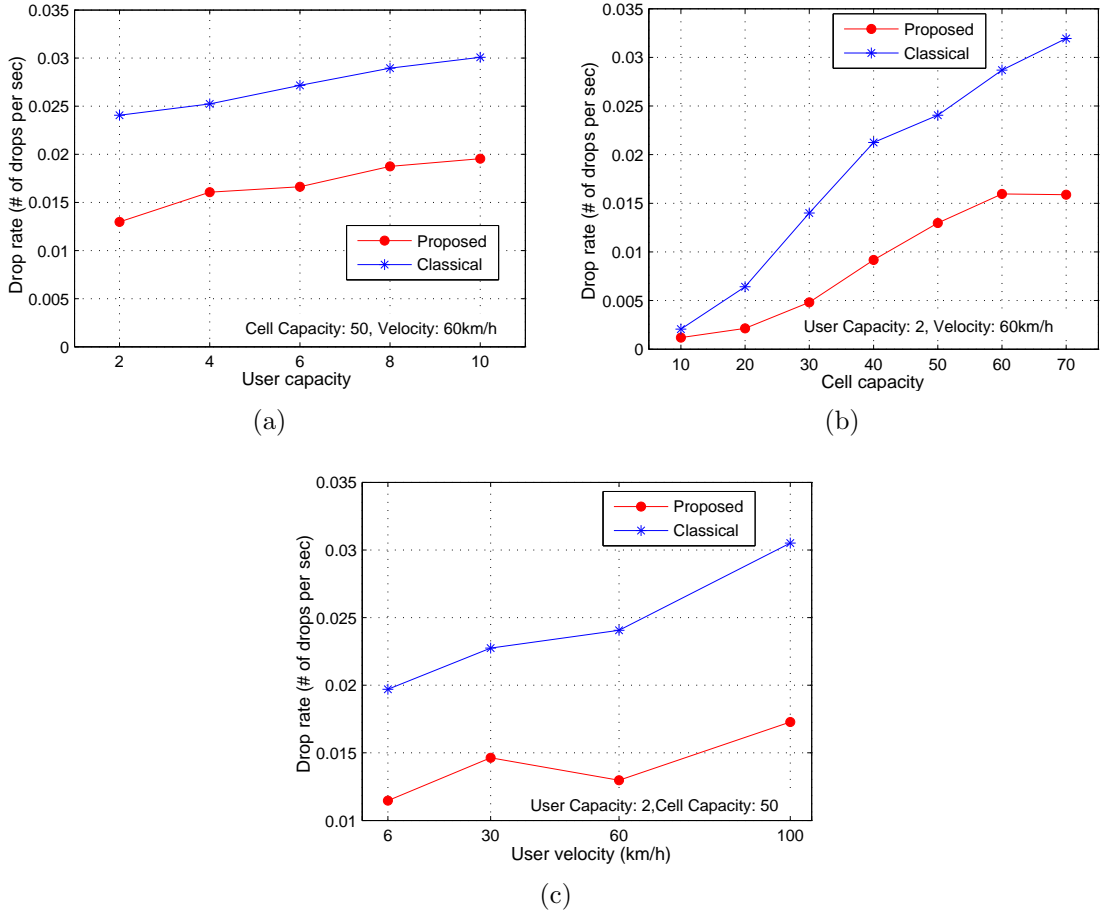 0.035
0.03
0.025
0.02
0.015
0.01
0.005
0
Drop rate (# of drops per sec)
Proposed
Classical
Cell Capacity: 50, Velocity: 60km/h
2 4 6 8 10
User capacity
(a)
0.035
0.03
0.025
0.02
0.015
0.01
0.005
0
Drop rate (# of drops per sec)
Proposed
Classical
User Capacity: 2, Velocity: 60km/h
10 20 30 40 50 60 70
Cell capacity
(b)
0.035
0.03
0.025
0.02
0.015
0.01
Drop rate (# of drops per sec)
Proposed
Classical
User Capacity: 2,Cell Capacity: 50
6 30 60 100
User velocity (km/h)
(c)